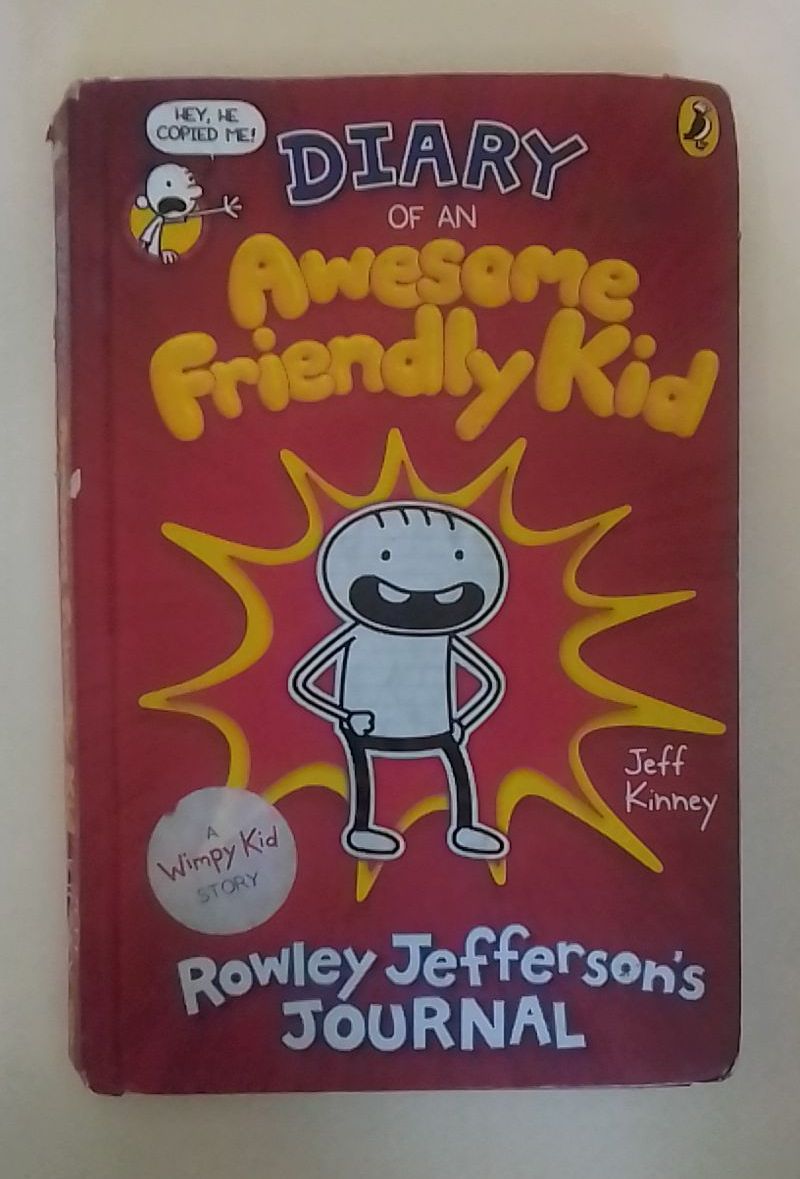 HEY, HE
COPIED ME!
DIARY
OF AN
Awesome
Friendly Kid
Jeff
Kinney
A
Wimpy Kid
STORY
Rowley Jefferson's
JOURNAL